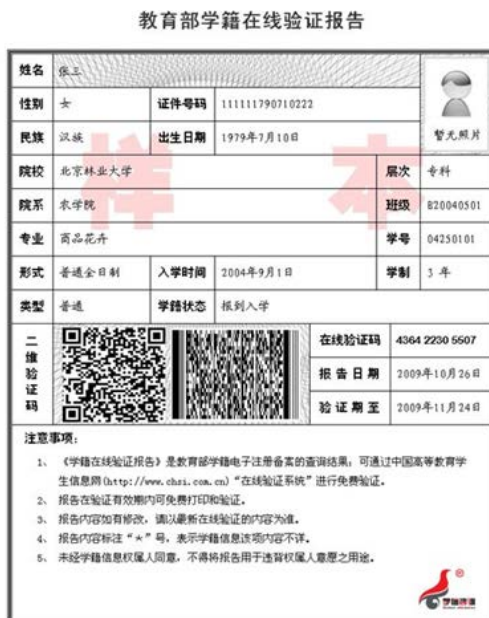 教育部学籍在线验证报告
姓名 张三
性别 女 证件号码 111111790710222
暂无照片
民族 汉族 出生日期 1979年7月10日
样本
院校 北京林业大学 层次 专科
院系 农学院 班级 820040501
专业 商品花卉 学号 04250101
形式 普通全日制 入学时间 2004年9月1日 学制 3 年
类型 普通 学籍状态 报到入学
二维验证码
在线验证码 4364 2230 5507
报告日期 2009年10月26日
验证期至 2009年11月24日
注意事项:
1、 《学籍在线验证报告》是教育部学籍电子注册备案的查询结果,可通过中国高等教育学
生信息网(http://www.chsi.com.cn)“在线验证系统”进行免费验证。
2、 报告在验证有效期内可免费打印和验证。
3、 报告内容如有修改,请以最新在线验证的内容为准。
4、 报告内容标注“*”号,表示学籍信息该项内容不详。
5、 未经学籍信息权属人同意,不得将报告用于违背权属人意愿之用途。
学信咨询